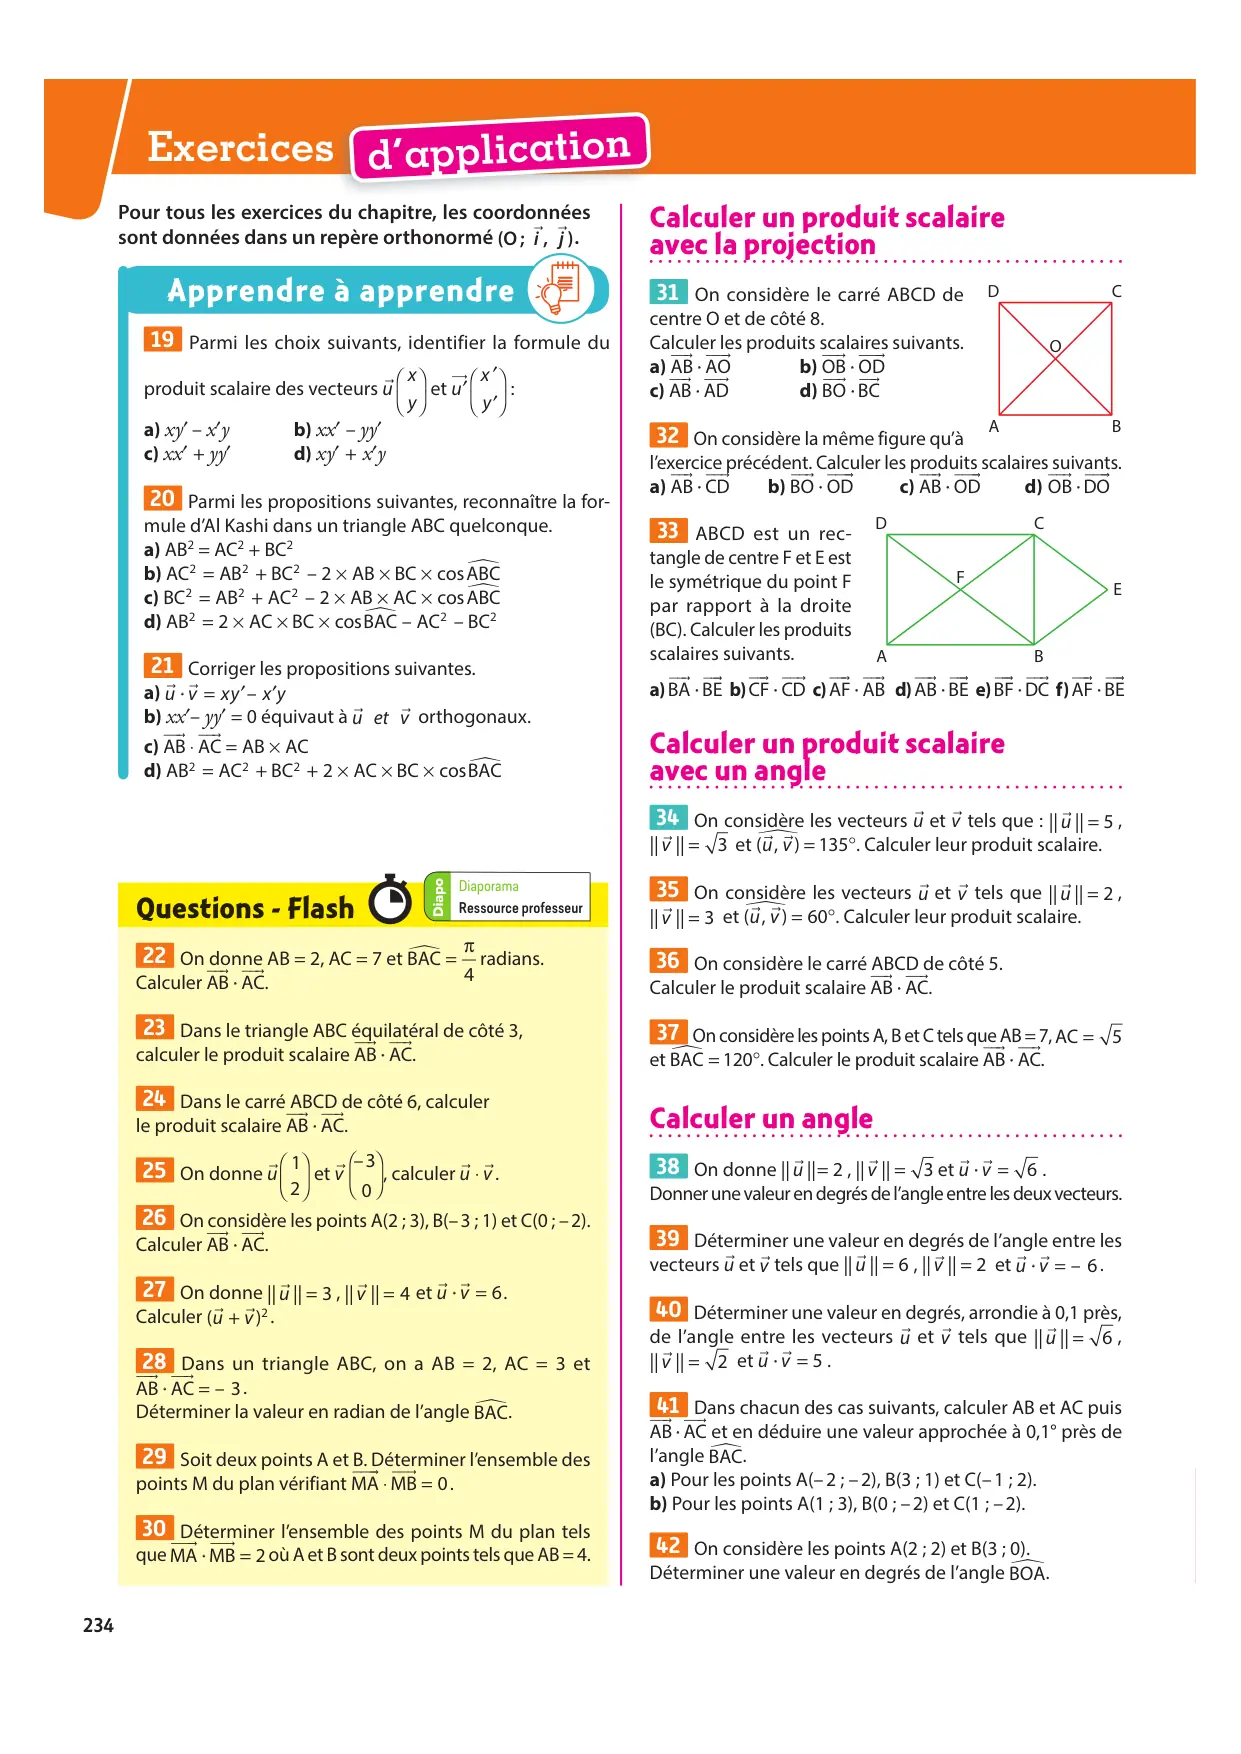 Exercices d'application
Pour tous les exercices du chapitre, les coordonnées
sont données dans un repère orthonormé (O ; i⃗, j⃗).
Apprendre à apprendre
19 Parmi les choix suivants, identifier la formule du
produit scalaire des vecteurs u⃗(x y) et u⃗′(x′ y′) :
a) xy′ – x′y b) xx′ – yy′
c) xx′ + yy′ d) xy′ + x′y
20 Parmi les propositions suivantes, reconnaître la for-
mule d'Al Kashi dans un triangle ABC quelconque.
a) AB² = AC² + BC²
b) AC² = AB² + BC² – 2 × AB × BC × cos ABC
c) BC² = AB² + AC² – 2 × AB × AC × cos ABC
d) AB² = 2 × AC × BC × cos BAC – AC² – BC²
21 Corriger les propositions suivantes.
a) u⃗ · v⃗ = xy′ – x′y
b) xx′ – yy′ = 0 équivaut à u⃗ et v⃗ orthogonaux.
c) AB · AC = AB × AC
d) AB² = AC² + BC² + 2 × AC × BC × cos BAC
Questions - Flash
Diapo
Diaporama
Ressource professeur
22 On donne AB = 2, AC = 7 et BAC = π/4 radians.
Calculer AB · AC.
23 Dans le triangle ABC équilatéral de côté 3,
calculer le produit scalaire AB · AC.
24 Dans le carré ABCD de côté 6, calculer
le produit scalaire AB · AC.
25 On donne u⃗(1 2) et v⃗(–3 0), calculer u⃗ · v⃗.
26 On considère les points A(2 ; 3), B(– 3 ; 1) et C(0 ; – 2).
Calculer AB · AC.
27 On donne ||u⃗|| = 3 , ||v⃗|| = 4 et u⃗ · v⃗ = 6.
Calculer (u⃗ + v⃗)².
28 Dans un triangle ABC, on a AB = 2, AC = 3 et
AB · AC = – 3.
Déterminer la valeur en radian de l'angle BAC.
29 Soit deux points A et B. Déterminer l'ensemble des
points M du plan vérifiant MA · MB = 0.
30 Déterminer l'ensemble des points M du plan tels
que MA · MB = 2 où A et B sont deux points tels que AB = 4.
234
Calculer un produit scalaire
avec la projection
31 On considère le carré ABCD de
centre O et de côté 8.
Calculer les produits scalaires suivants.
a) AB · AO b) OB · OD
c) AB · AD d) BO · BC
D C
O
A B
32 On considère la même figure qu'à
l'exercice précédent. Calculer les produits scalaires suivants.
a) AB · CD b) BO · OD c) AB · OD d) OB · DO
33 ABCD est un rec-
tangle de centre F et E est
le symétrique du point F
par rapport à la droite
(BC). Calculer les produits
scalaires suivants.
D C
F
E
A B
a) BA · BE b) CF · CD c) AF · AB d) AB · BE e) BF · DC f) AF · BE
Calculer un produit scalaire
avec un angle
34 On considère les vecteurs u⃗ et v⃗ tels que : ||u⃗|| = 5 ,
||v⃗|| = √3 et (u⃗, v⃗) = 135°. Calculer leur produit scalaire.
35 On considère les vecteurs u⃗ et v⃗ tels que ||u⃗|| = 2 ,
||v⃗|| = 3 et (u⃗, v⃗) = 60°. Calculer leur produit scalaire.
36 On considère le carré ABCD de côté 5.
Calculer le produit scalaire AB · AC.
37 On considère les points A, B et C tels que AB = 7, AC = √5
et BAC = 120°. Calculer le produit scalaire AB · AC.
Calculer un angle
38 On donne ||u⃗|| = 2 , ||v⃗|| = √3 et u⃗ · v⃗ = √6 .
Donner une valeur en degrés de l'angle entre les deux vecteurs.
39 Déterminer une valeur en degrés de l'angle entre les
vecteurs u⃗ et v⃗ tels que ||u⃗|| = 6 , ||v⃗|| = 2 et u⃗ · v⃗ = – 6.
40 Déterminer une valeur en degrés, arrondie à 0,1 près,
de l'angle entre les vecteurs u⃗ et v⃗ tels que ||u⃗|| = √6 ,
||v⃗|| = √2 et u⃗ · v⃗ = 5 .
41 Dans chacun des cas suivants, calculer AB et AC puis
AB · AC et en déduire une valeur approchée à 0,1° près de
l'angle BAC.
a) Pour les points A(– 2 ; – 2), B(3 ; 1) et C(– 1 ; 2).
b) Pour les points A(1 ; 3), B(0 ; – 2) et C(1 ; – 2).
42 On considère les points A(2 ; 2) et B(3 ; 0).
Déterminer une valeur en degrés de l'angle BOA.